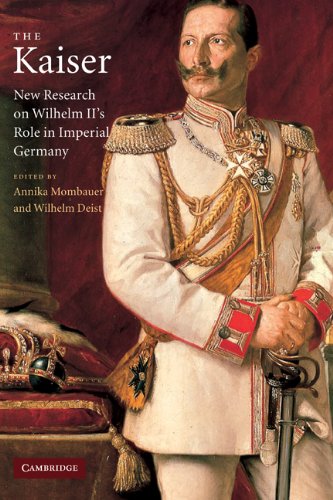 THE
Kaiser
New Research
on Wilhelm II's
Role in Imperial
Germany
EDITED BY
Annika Mombauer
and Wilhelm Deist
CAMBRIDGE